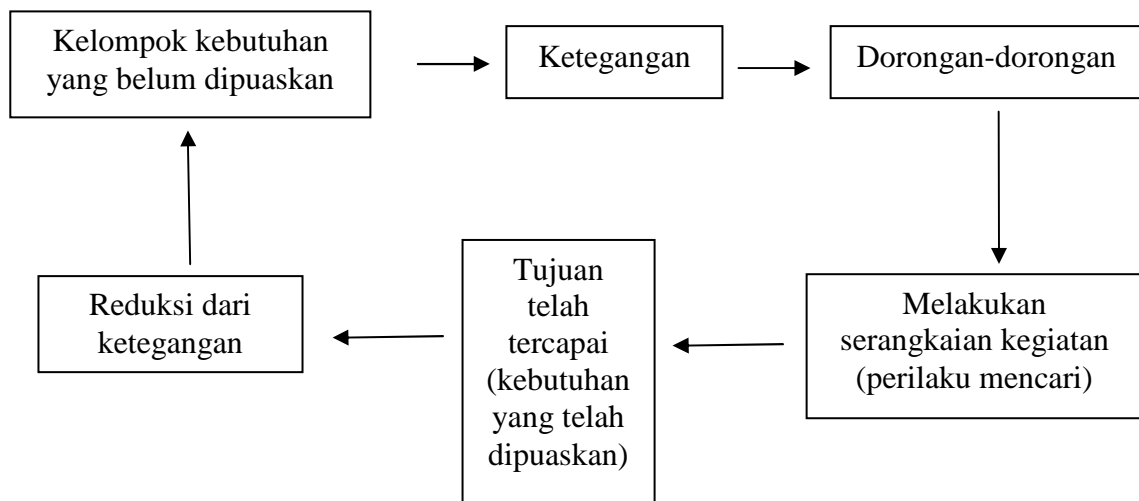 Kelompok kebutuhan
yang belum dipuaskan
Ketegangan
Dorongan-dorongan
Melakukan
serangkaian kegiatan
(perilaku mencari)
Tujuan
telah
tercapai
(kebutuhan
yang telah
dipuaskan)
Reduksi dari
ketegangan